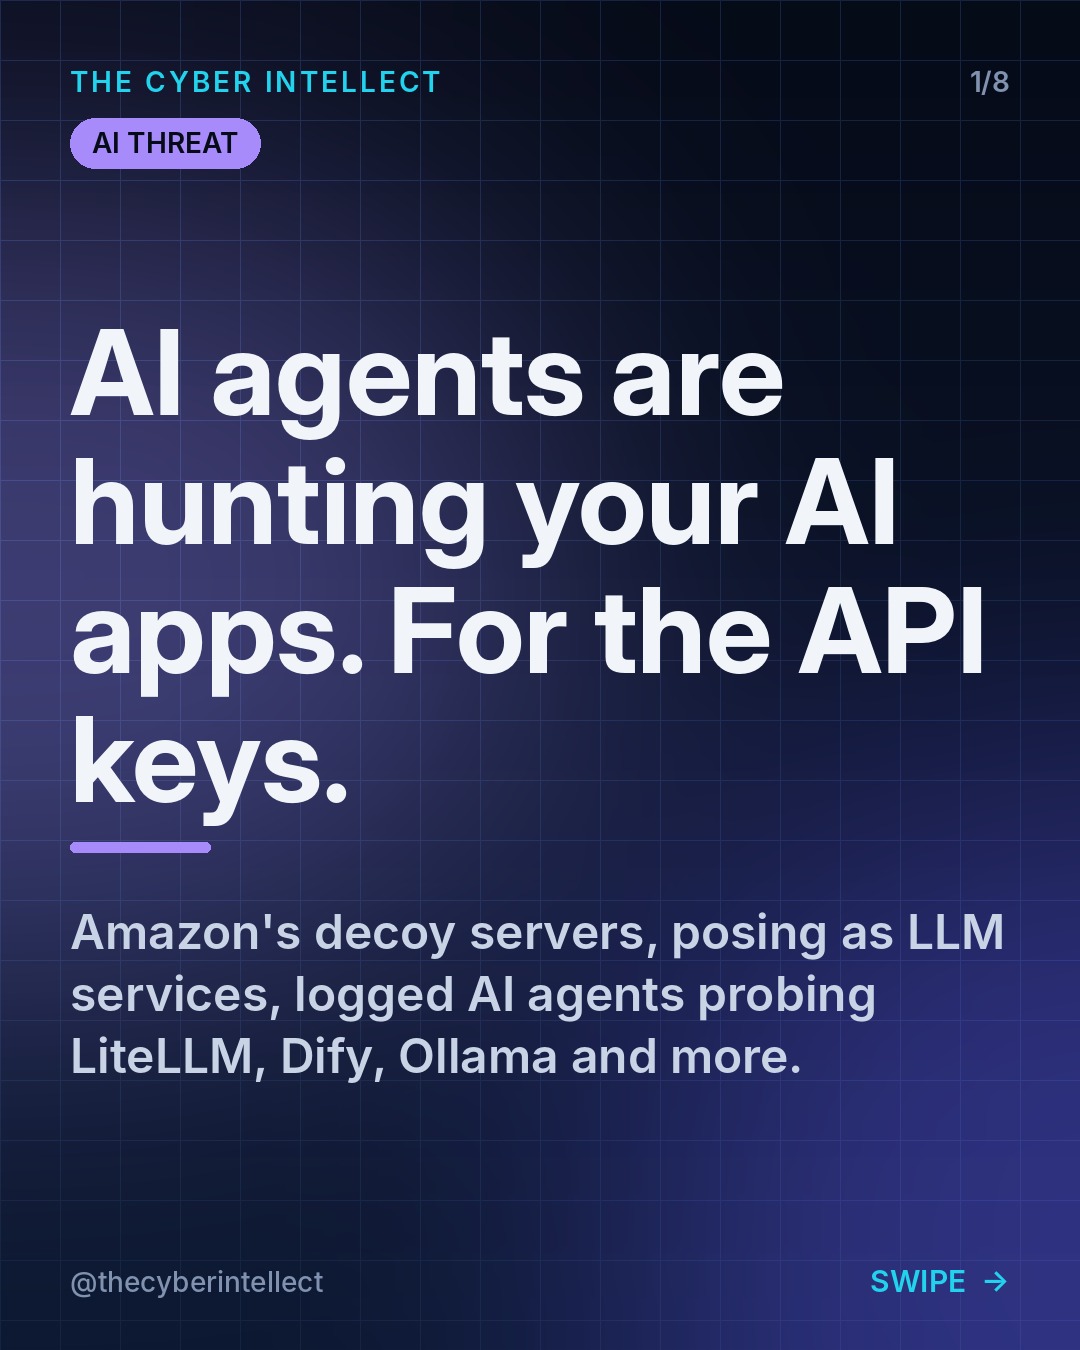 THE CYBER INTELLECT
1/8
AI THREAT
AI agents are
hunting your AI
apps. For the API
keys.
Amazon's decoy servers, posing as LLM
services, logged AI agents probing
LiteLLM, Dify, Ollama and more.
@thecyberintellect
SWIPE →